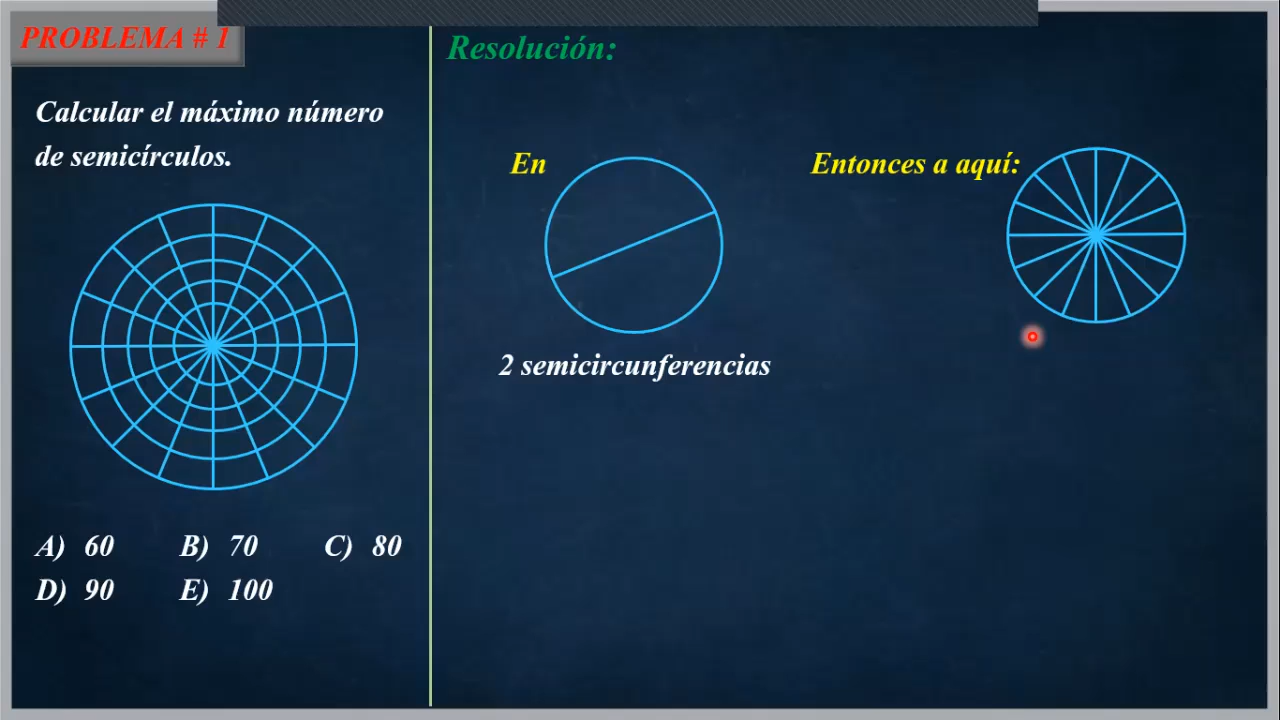 PROBLEMA # 1
Calcular el máximo número
de semicírculos.
A) 60 B) 70 C) 80
D) 90 E) 100
Resolución:
En
Entonces a aquí:
2 semicircunferencias